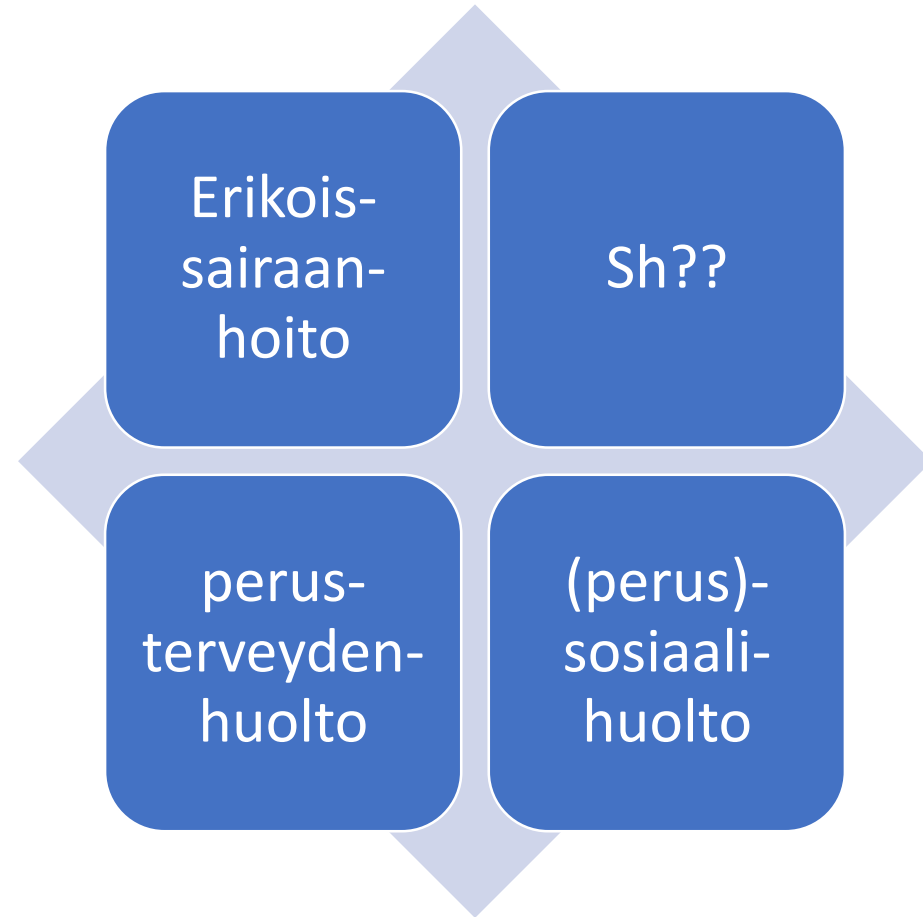 Erikois-
sairaan-
hoito
Sh??
perus-
terveyden-
huolto
(perus)-
sosiaali-
huolto